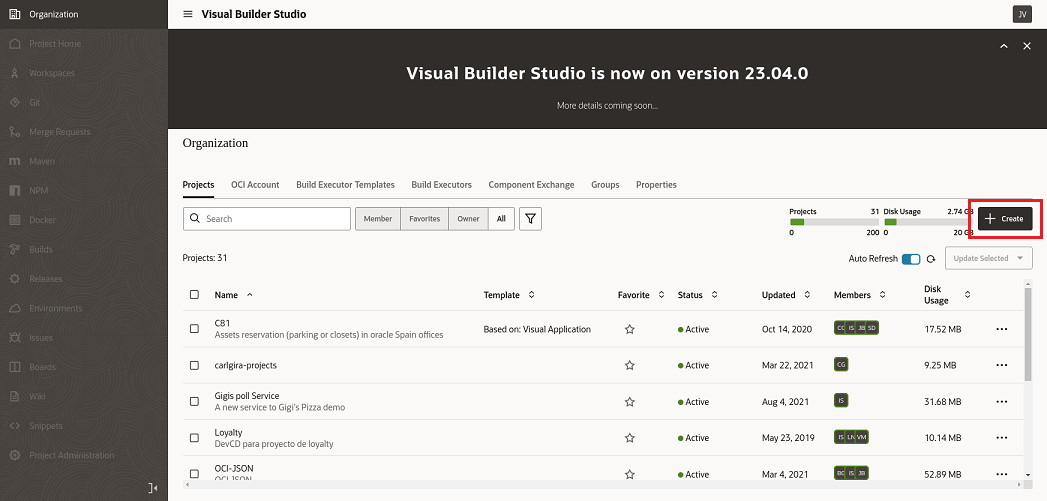 Organization
Project Home
Workspaces
Git
Merge Requests
Maven
NPM
Docker
Builds
Releases
Environments
Issues
Boards
Wiki
Snippets
Project Administration
Visual Builder Studio
JV
Visual Builder Studio is now on version 23.04.0
More details coming soon...
Organization
Projects OCI Account Build Executor Templates Build Executors Component Exchange Groups Properties
Search Member Favorites Owner All
Projects 31 Disk Usage 2.74 GB
0 200 0 20 GB
Create
Projects: 31
Auto Refresh Update Selected
Name Template Favorite Status Updated Members Disk Usage
C81
Assets reservation (parking or closets) in oracle Spain offices
Based on: Visual Application Active Oct 14, 2020 CC IS JB SD 17.52 MB
carlgira-projects Active Mar 22, 2021 CG 9.25 MB
Gigis poll Service
A new service to Gigi's Pizza demo
Active Aug 4, 2021 IS 31.68 MB
Loyalty
DevCD para proyecto de loyalty
Active May 23, 2019 IS LN VM 10.14 MB
OCI-JSON
OCI JSON
Active Mar 4, 2021 BC IS JB 52.89 MB